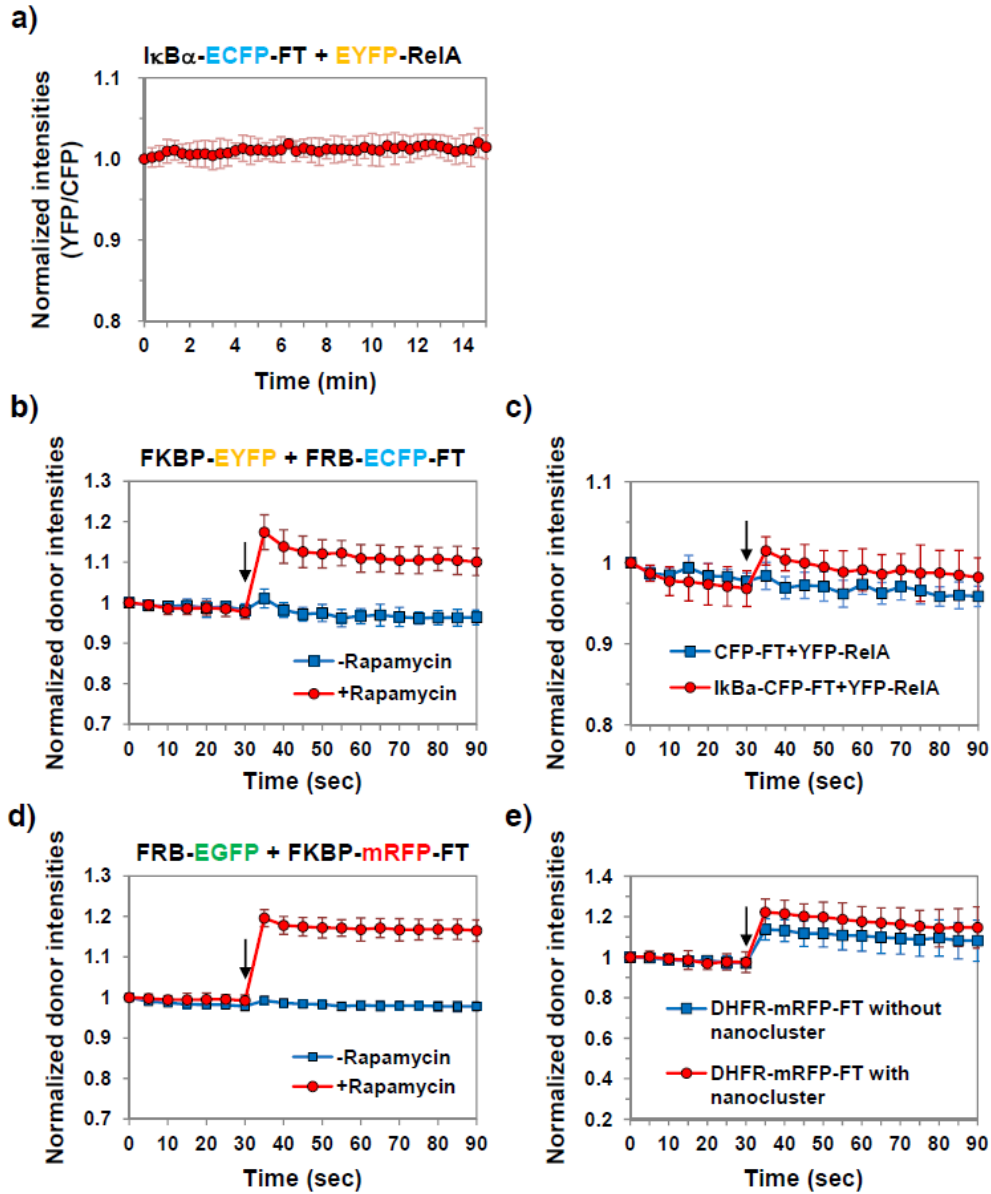 a)
IκBα-ECFP-FT + EYFP-RelA
Normalized intensities
(YFP/CFP)
1.1
1.0
0.9
0.8
0 2 4 6 8 10 12 14
Time (min)
b)
FKBP-EYFP + FRB-ECFP-FT
Normalized donor intensities
1.3
1.2
1.1
1
0.9
0.8
0.7
-Rapamycin
+Rapamycin
0 10 20 30 40 50 60 70 80 90
Time (sec)
c)
Normalized donor intensities
1.1
1
0.9
0.8
CFP-FT+YFP-RelA
IkBa-CFP-FT+YFP-RelA
0 10 20 30 40 50 60 70 80 90
Time (sec)
d)
FRB-EGFP + FKBP-mRFP-FT
Normalized donor intensities
1.3
1.2
1.1
1
0.9
0.8
0.7
-Rapamycin
+Rapamycin
0 10 20 30 40 50 60 70 80 90
Time (sec)
e)
Normalized donor intensities
1.4
1.2
1
0.8
0.6
0.4
0.2
DHFR-mRFP-FT without
nanocluster
DHFR-mRFP-FT with
nanocluster
0 10 20 30 40 50 60 70 80 90
Time (sec)